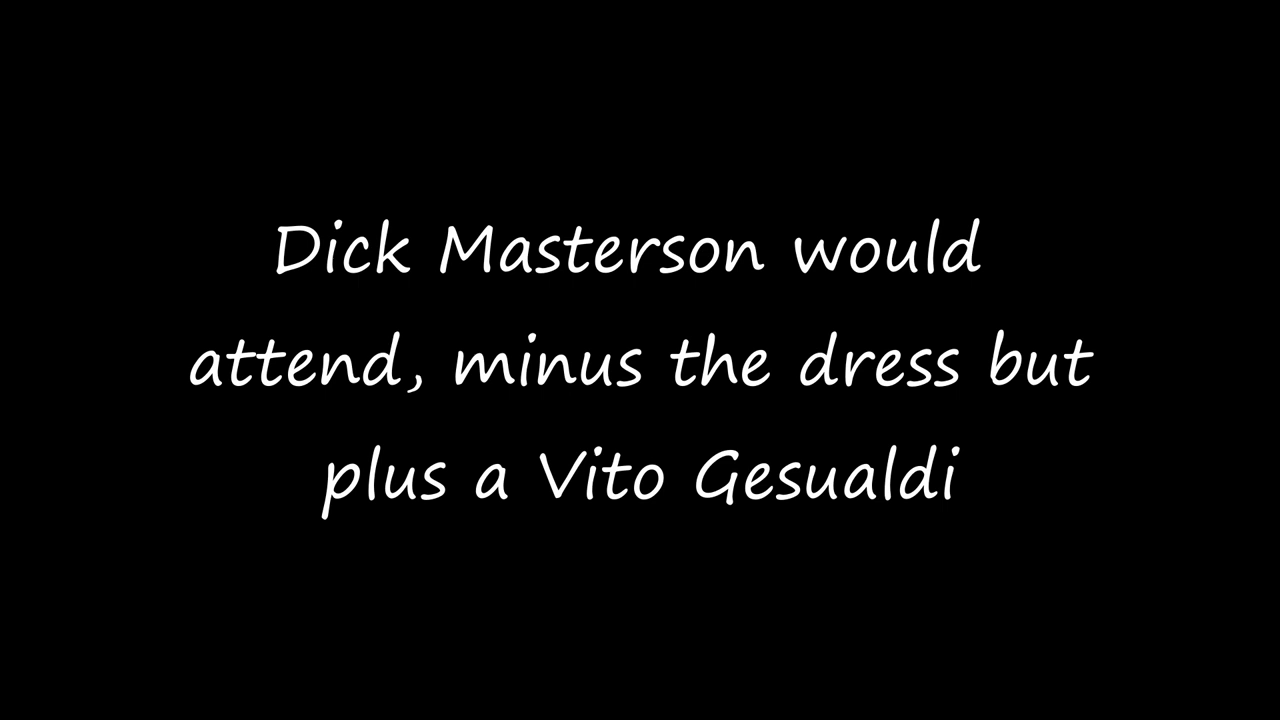 Dick Masterson would
attend, minus the dress but
plus a Vito Gesualdi